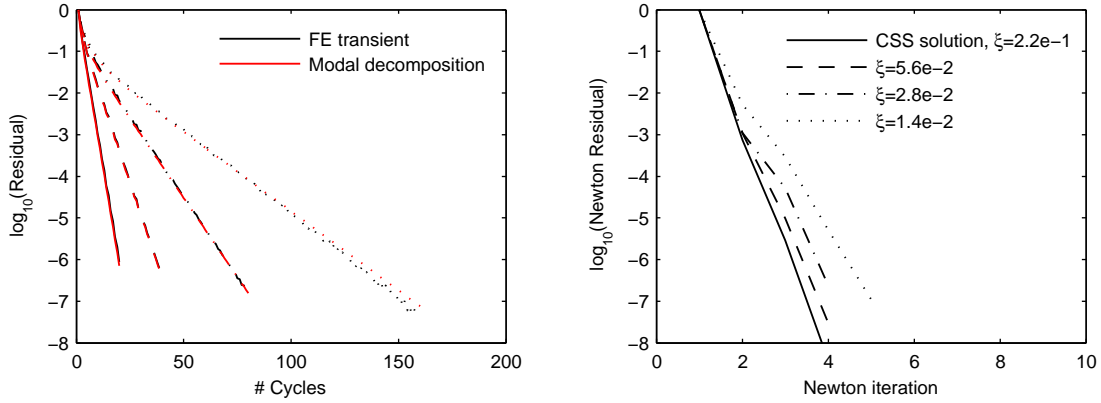 0
−1
−2
−3
−4
−5
−6
−7
−8
0
50
100
150
200
# Cycles
log10(Residual)
FE transient
Modal decomposition
0
−1
−2
−3
−4
−5
−6
−7
−8
0
2
4
6
8
10
Newton iteration
log10(Newton Residual)
CSS solution, ξ=2.2e−1
ξ=5.6e−2
ξ=2.8e−2
ξ=1.4e−2